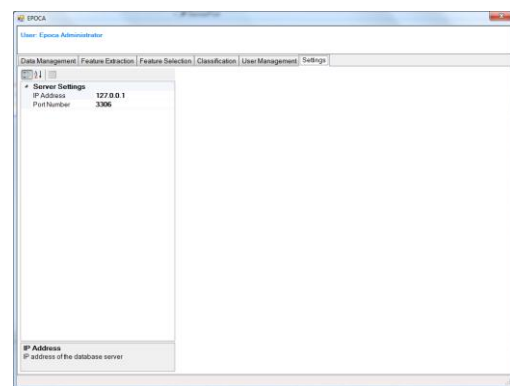 EPOCA
User: Epoca Administrator
Data Management Feature Extraction Feature Selection Classification User Management Settings
Server Settings
IP Address 127.0.0.1
Port Number 3306
IP Address
IP address of the database server